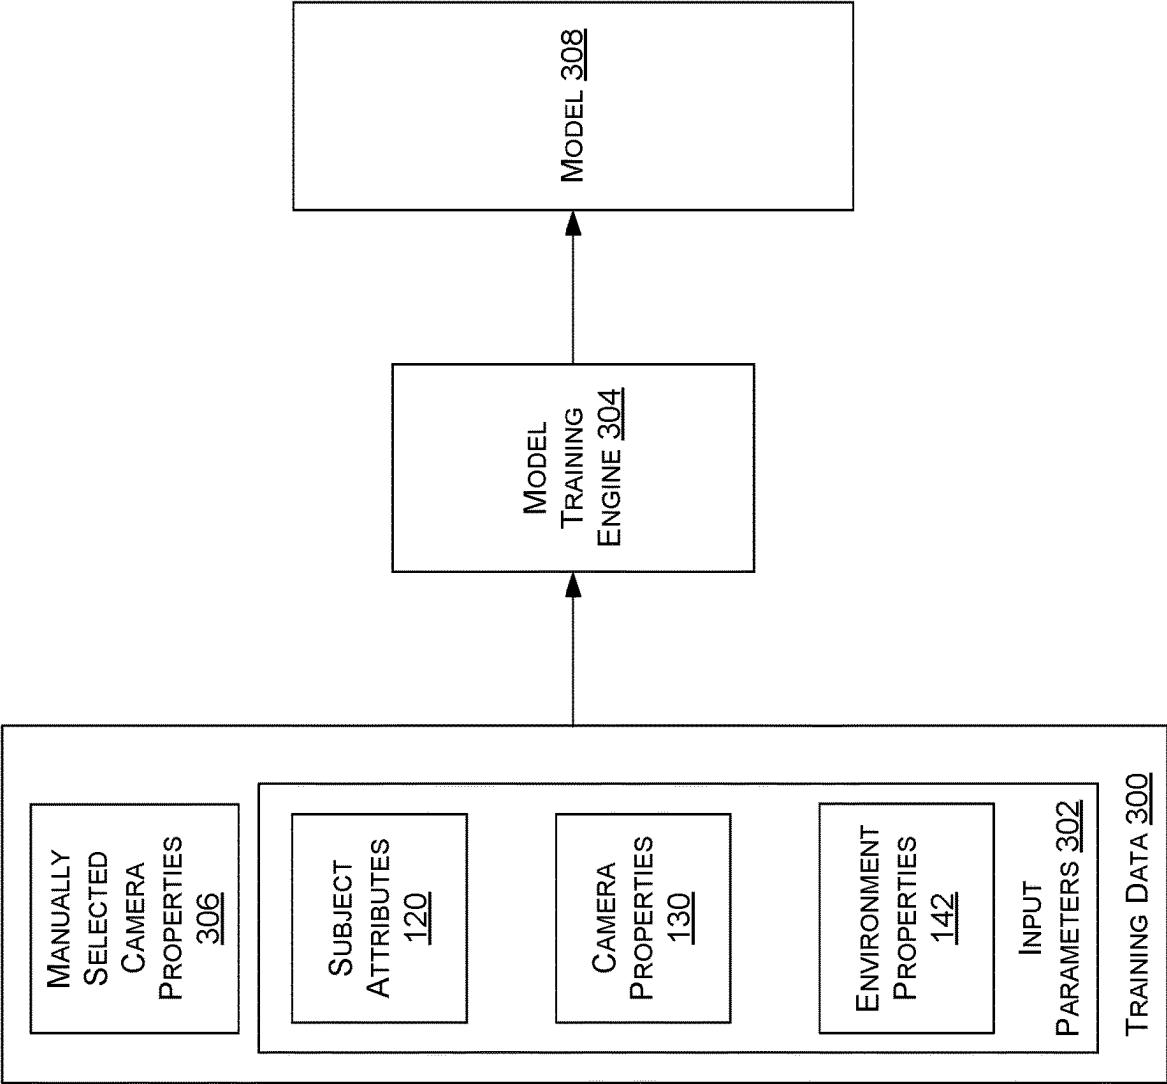 MANUALLY
SELECTED
CAMERA
PROPERTIES
306
SUBJECT
ATTRIBUTES
120
CAMERA
PROPERTIES
130
ENVIRONMENT
PROPERTIES
142
INPUT
PARAMETERS 302
TRAINING DATA 300
MODEL
TRAINING
ENGINE 304
MODEL 308